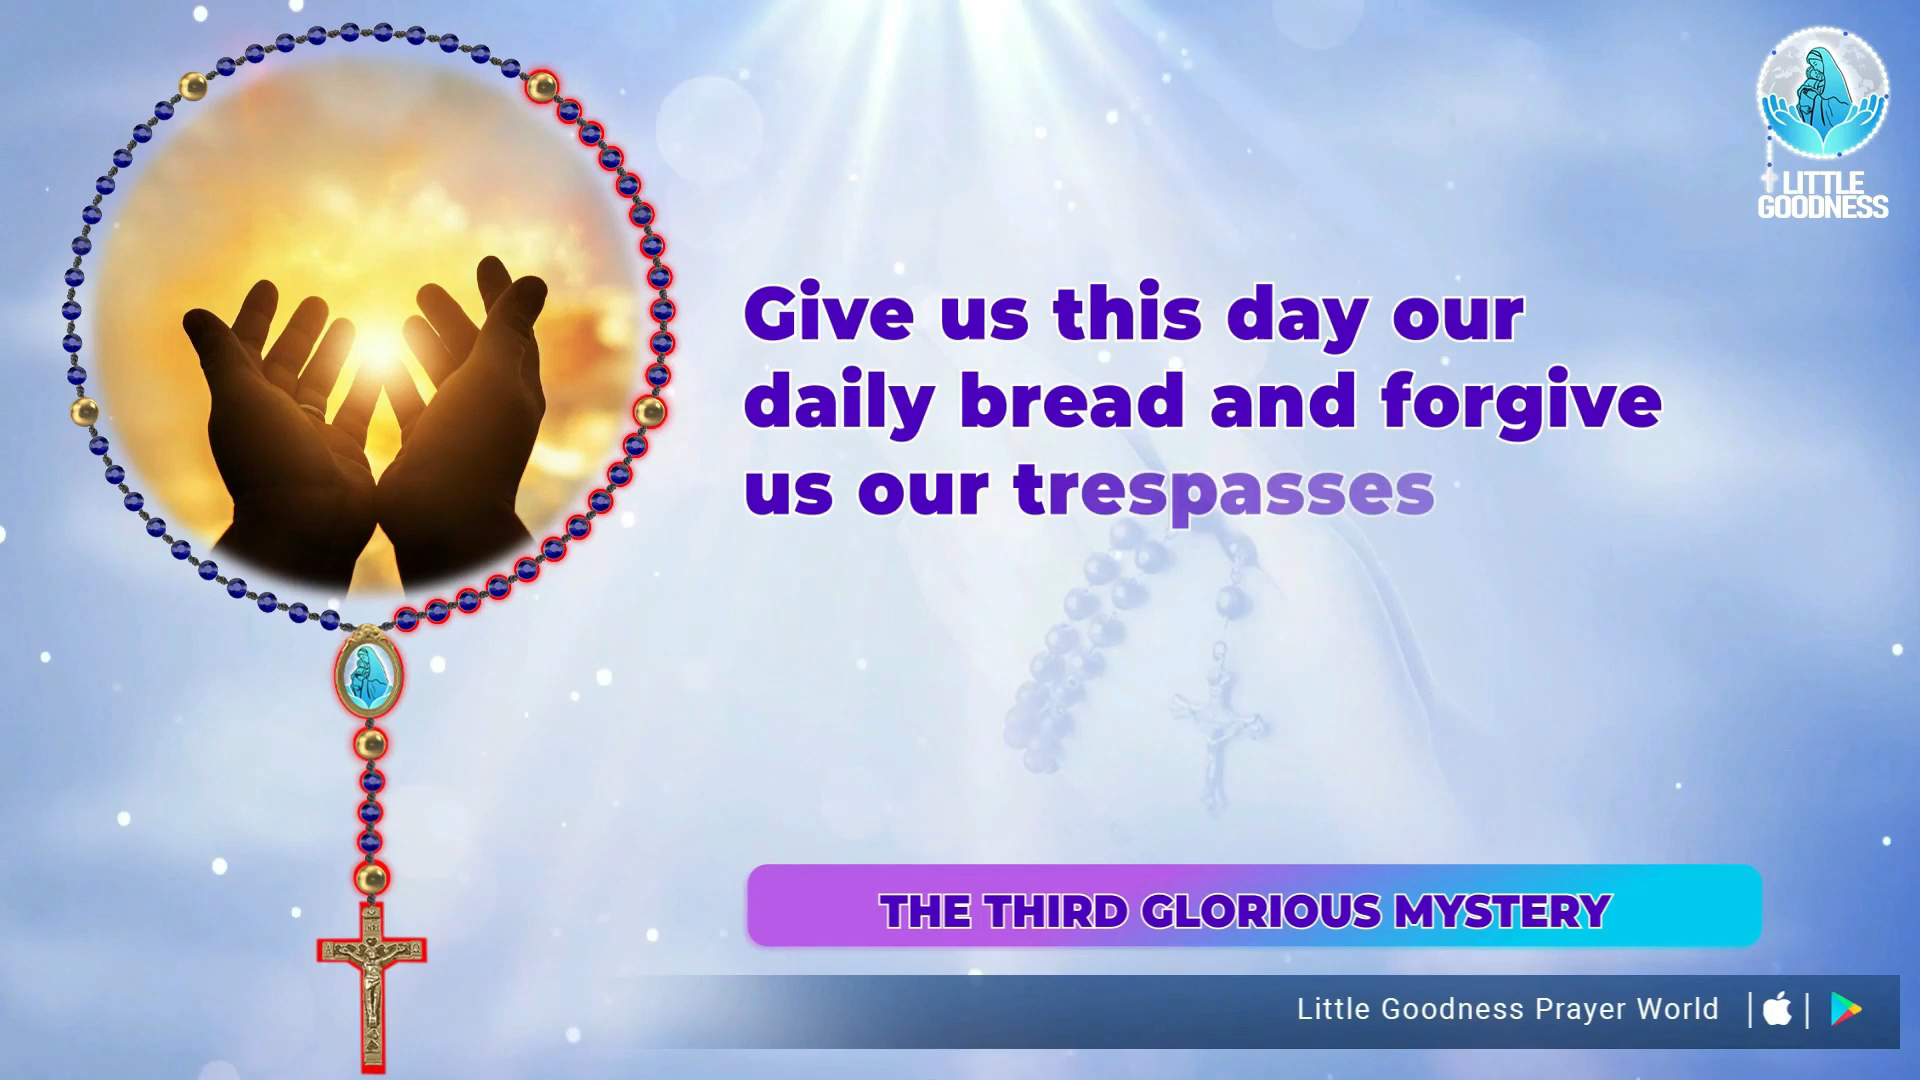 LITTLE
GOODNESS
Give us this day our
daily bread and forgive
us our trespasses
THE THIRD GLORIOUS MYSTERY
Little Goodness Prayer World
INRI